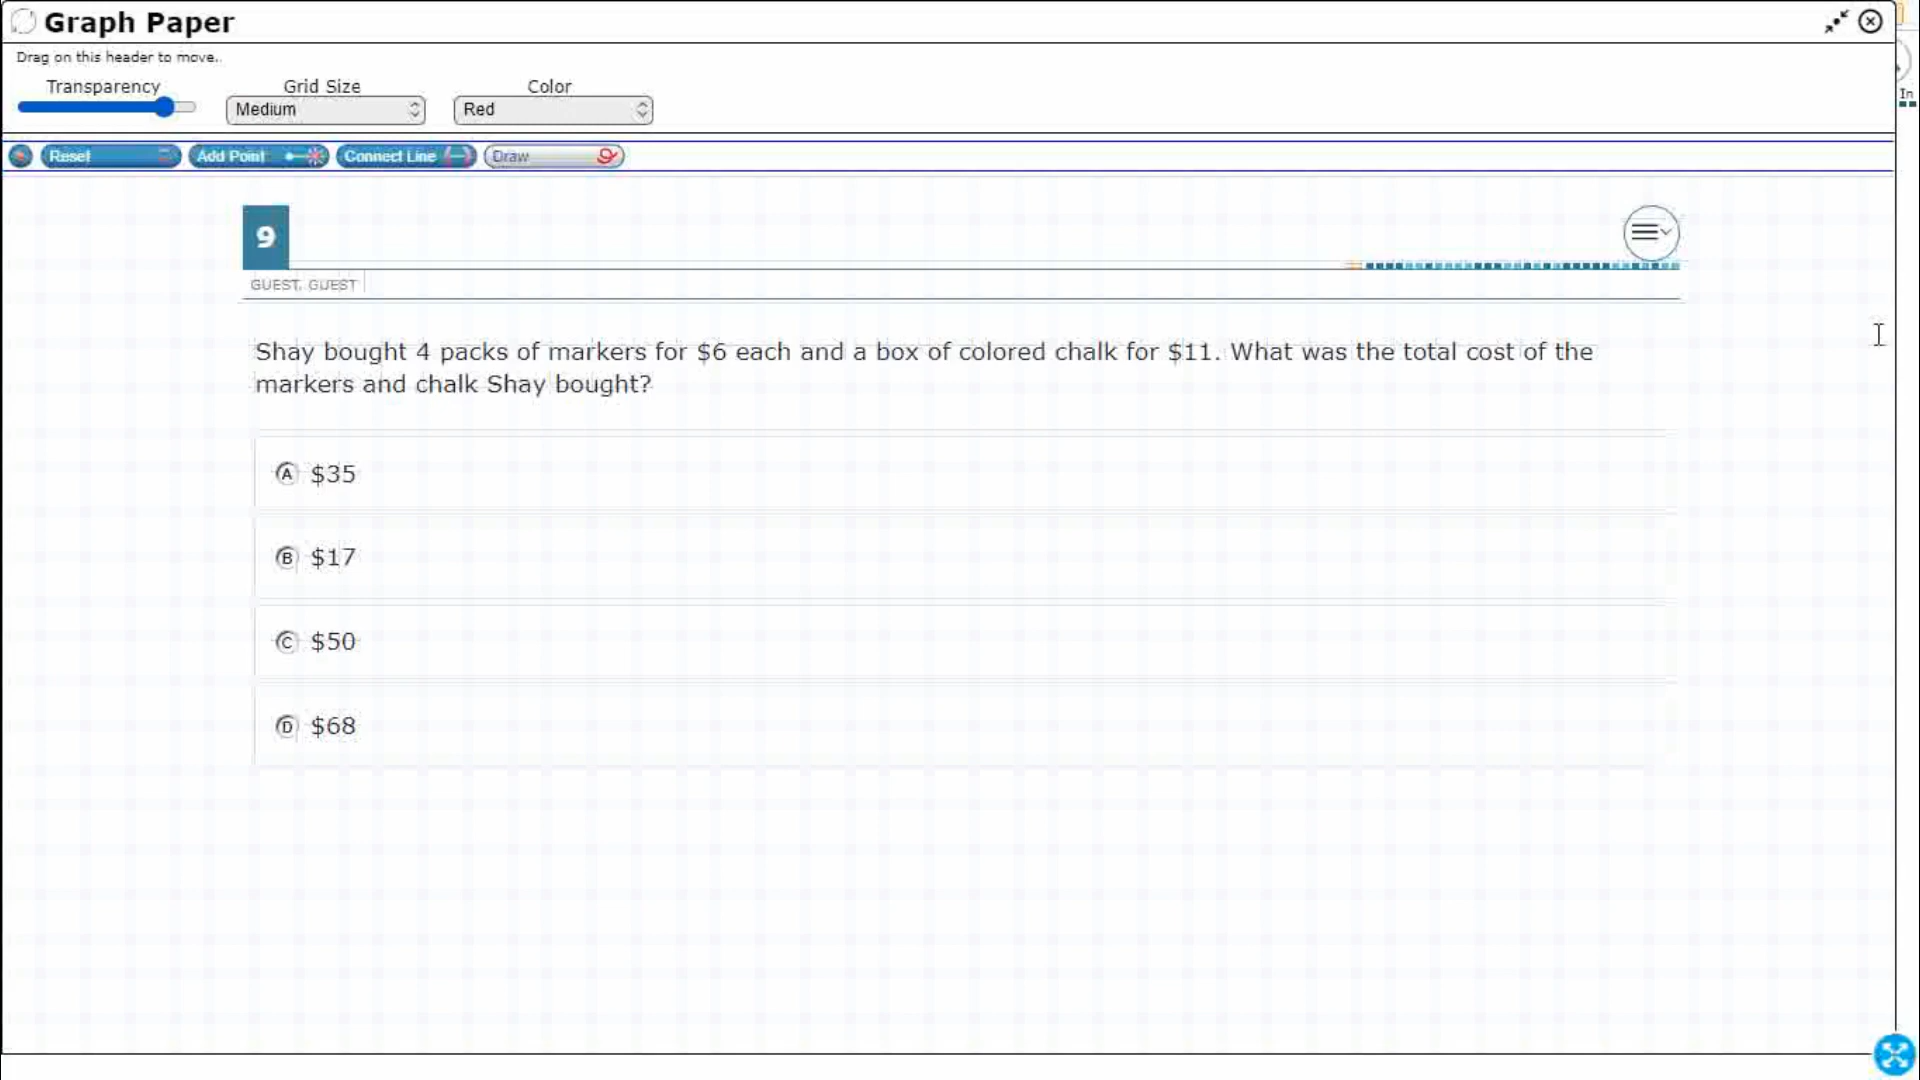 Graph Paper
Drag on this header to move..
Transparency Grid Size Color
Medium Red
Reset Add Point Connect Line Draw
In
9
GUEST, GUEST
Shay bought 4 packs of markers for $6 each and a box of colored chalk for $11. What was the total cost of the
markers and chalk Shay bought?
A $35
B $17
C $50
D $68